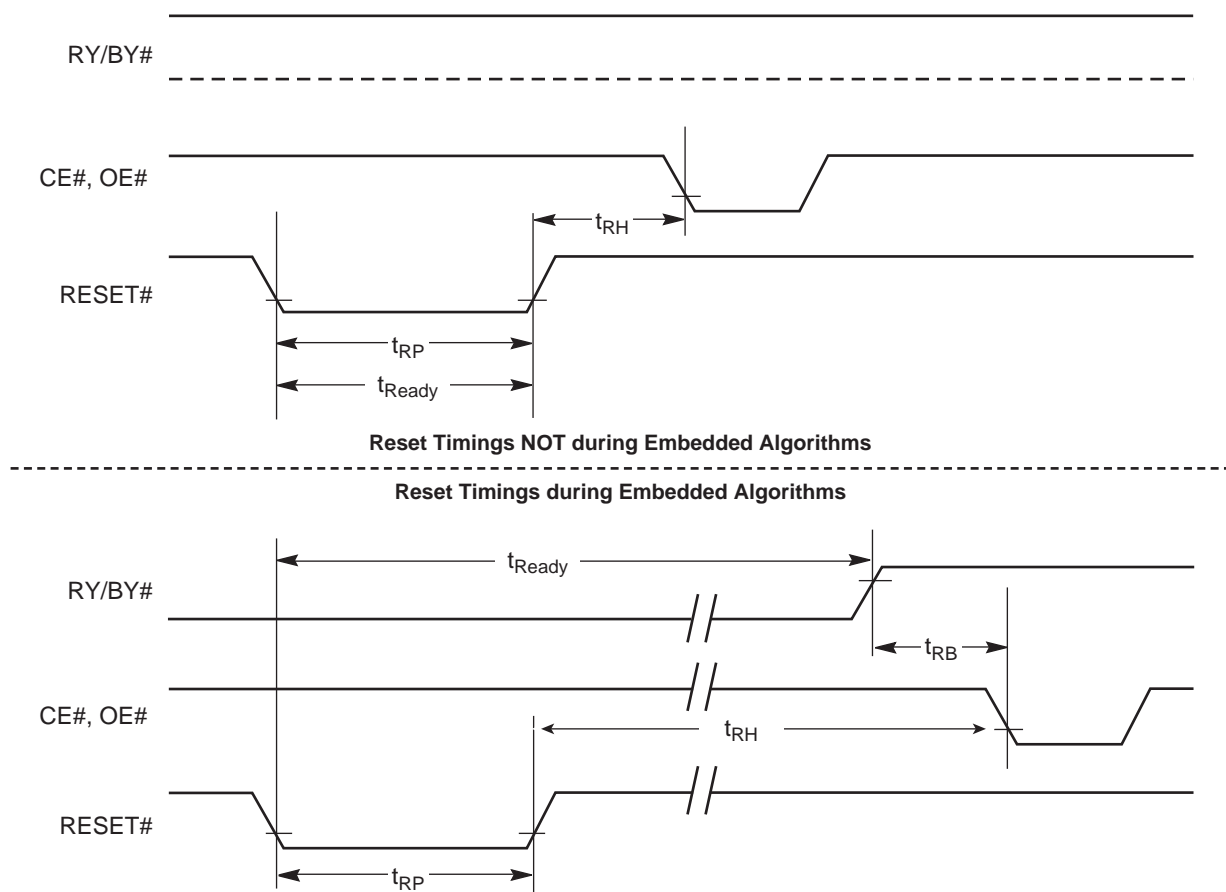 RY/BY#
CE#, OE#
tRH
RESET#
tRP
tReady
Reset Timings NOT during Embedded Algorithms
Reset Timings during Embedded Algorithms
tReady
RY/BY#
tRB
CE#, OE#
tRH
RESET#
tRP